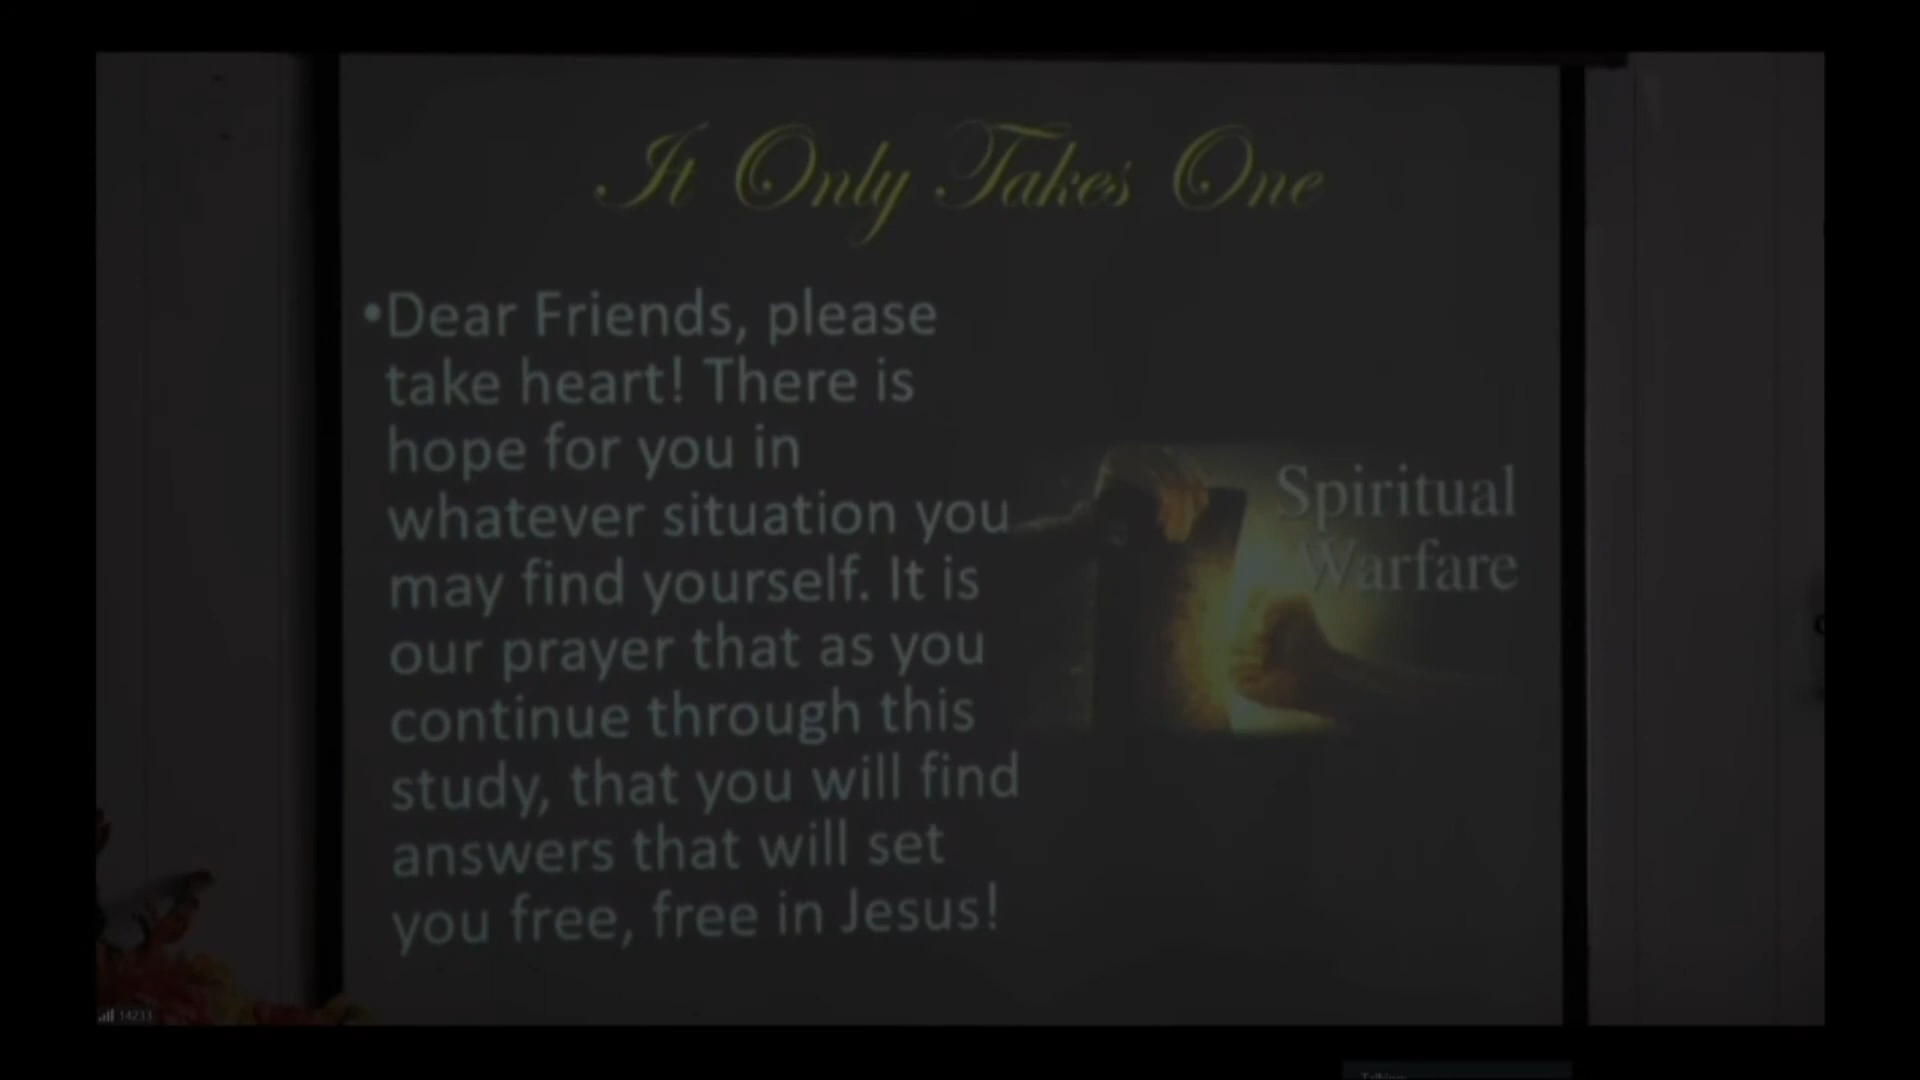 It Only Takes One
•Dear Friends, please
take heart! There is
hope for you in
whatever situation you
may find yourself. It is
our prayer that as you
continue through this
study, that you will find
answers that will set
you free, free in Jesus!
Spiritual
Warfare
14233